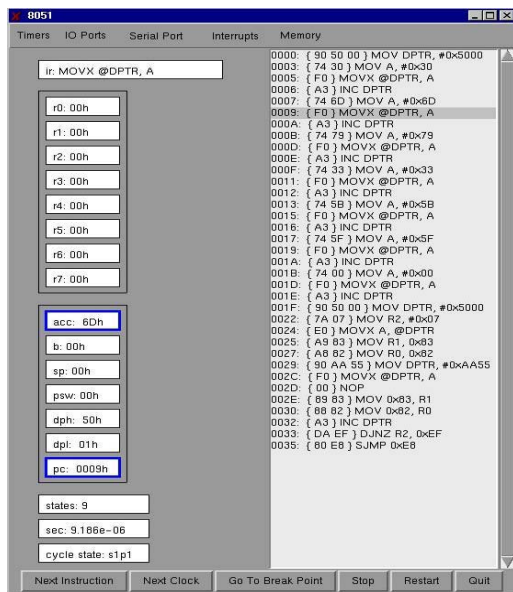 8051
Timers IO Ports Serial Port Interrupts Memory
ir: MOVX @DPTR, A
r0: 00h
r1: 00h
r2: 00h
r3: 00h
r4: 00h
r5: 00h
r6: 00h
r7: 00h
acc: 6Dh
b: 00h
sp: 00h
psw: 00h
dph: 50h
dpl: 01h
pc: 0009h
states: 9
sec: 9.186e-06
cycle state: s1p1
0000: { 90 50 00 } MOV DPTR, #0x5000
0003: { 74 30 } MOV A, #0x30
0005: { F0 } MOVX @DPTR, A
0006: { A3 } INC DPTR
0007: { 74 6D } MOV A, #0x6D
0009: { F0 } MOVX @DPTR, A
000A: { A3 } INC DPTR
000B: { 74 79 } MOV A, #0x79
000D: { F0 } MOVX @DPTR, A
000E: { A3 } INC DPTR
000F: { 74 33 } MOV A, #0x33
0011: { F0 } MOVX @DPTR, A
0012: { A3 } INC DPTR
0013: { 74 5B } MOV A, #0x5B
0015: { F0 } MOVX @DPTR, A
0016: { A3 } INC DPTR
0017: { 74 5F } MOV A, #0x5F
0019: { F0 } MOVX @DPTR, A
001A: { A3 } INC DPTR
001B: { 74 00 } MOV A, #0x00
001D: { F0 } MOVX @DPTR, A
001E: { A3 } INC DPTR
001F: { 90 50 00 } MOV DPTR, #0x5000
0022: { 7A 07 } MOV R2, #0x07
0024: { E0 } MOVX A, @DPTR
0025: { A9 83 } MOV R1, 0x83
0027: { A8 82 } MOV R0, 0x82
0029: { 90 AA 55 } MOV DPTR, #0xAA55
002C: { F0 } MOVX @DPTR, A
002D: { 00 } NOP
002E: { 89 83 } MOV 0x83, R1
0030: { 88 82 } MOV 0x82, R0
0032: { A3 } INC DPTR
0033: { DA EF } DJNZ R2, 0xEF
0035: { 80 E8 } SJMP 0xE8
Next Instruction Next Clock Go To Break Point Stop Restart Quit